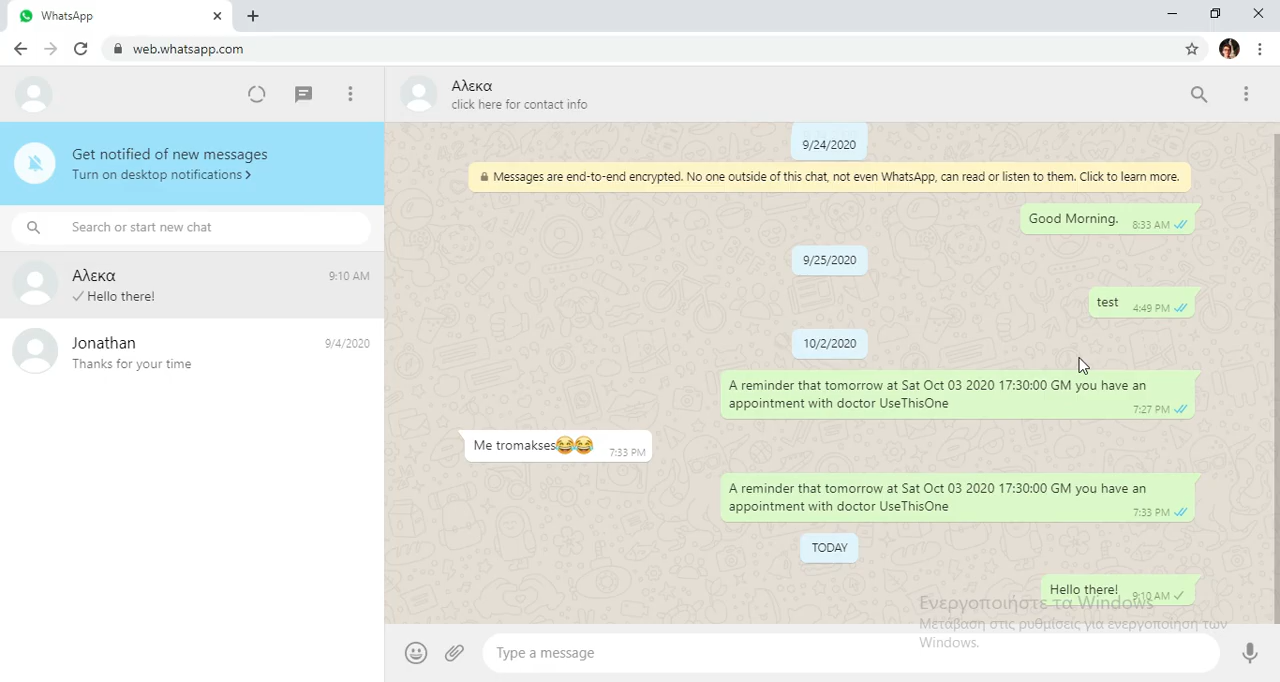 WhatsApp
web.whatsapp.com
Αλεκα
click here for contact info
Get notified of new messages
Turn on desktop notifications >
Search or start new chat
Αλεκα
9:10 AM
Hello there!
Jonathan
9/4/2020
Thanks for your time
9/24/2020
Messages are end-to-end encrypted. No one outside of this chat, not even WhatsApp, can read or listen to them. Click to learn more.
Good Morning.
8:33 AM
9/25/2020
test
4:49 PM
10/2/2020
A reminder that tomorrow at Sat Oct 03 2020 17:30:00 GM you have an
appointment with doctor UseThisOne
7:27 PM
Me tromakses😂😂
7:33 PM
A reminder that tomorrow at Sat Oct 03 2020 17:30:00 GM you have an
appointment with doctor UseThisOne
7:33 PM
TODAY
Hello there!
9:10 AM
Ενεργοποιήστε τα Windows
Μετάβαση στις ρυθμίσεις για ενεργοποίηση των
Windows.
Type a message